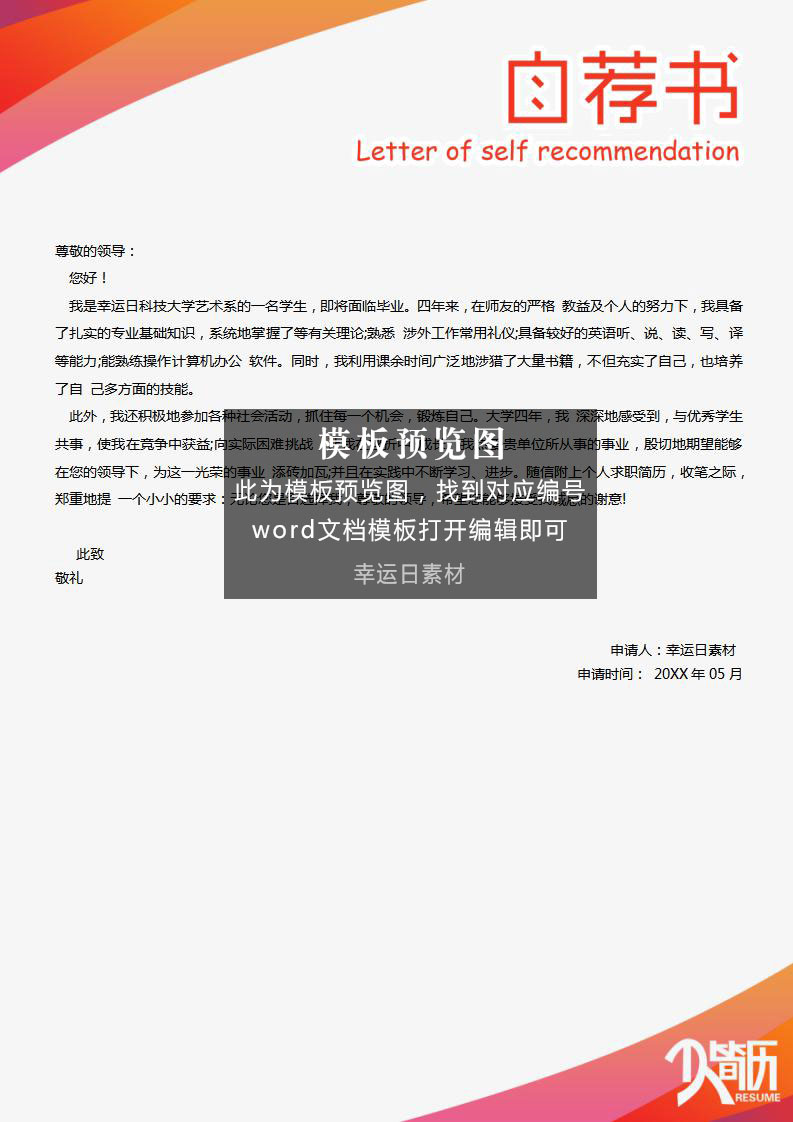 自荐书
Letter of self recommendation
尊敬的领导：
您好！
我是幸运日科技大学艺术系的一名学生，即将面临毕业。四年来，在师友的严格 教益及个人的努力下，我具备
了扎实的专业基础知识，系统地掌握了等有关理论;熟悉 涉外工作常用礼仪;具备较好的英语听、说、读、写、译
等能力;能熟练操作计算机办公 软件。同时，我利用课余时间广泛地涉猎了大量书籍，不但充实了自己，也培养
了自 己多方面的技能。
此外，我还积极地参加各种社会活动，抓住每一个机会，锻炼自己。大学四年，我 深深地感受到，与优秀学生
共事，使我在竞争中获益;向实际困难挑战 贵单位所从事的事业，殷切地期望能够
在您的领导下，为这一光荣的事业 添砖加瓦;并且在实践中不断学习、进步。随信附上个人求职简历，收笔之际，
郑重地提 一个小小的要求： 的谢意!
模板预览图
此为模板预览图，找到对应编号
word文档模板打开编辑即可
幸运日素材
此致
敬礼
申请人：幸运日素材
申请时间： 20XX 年 05 月
个人简历
RESUME